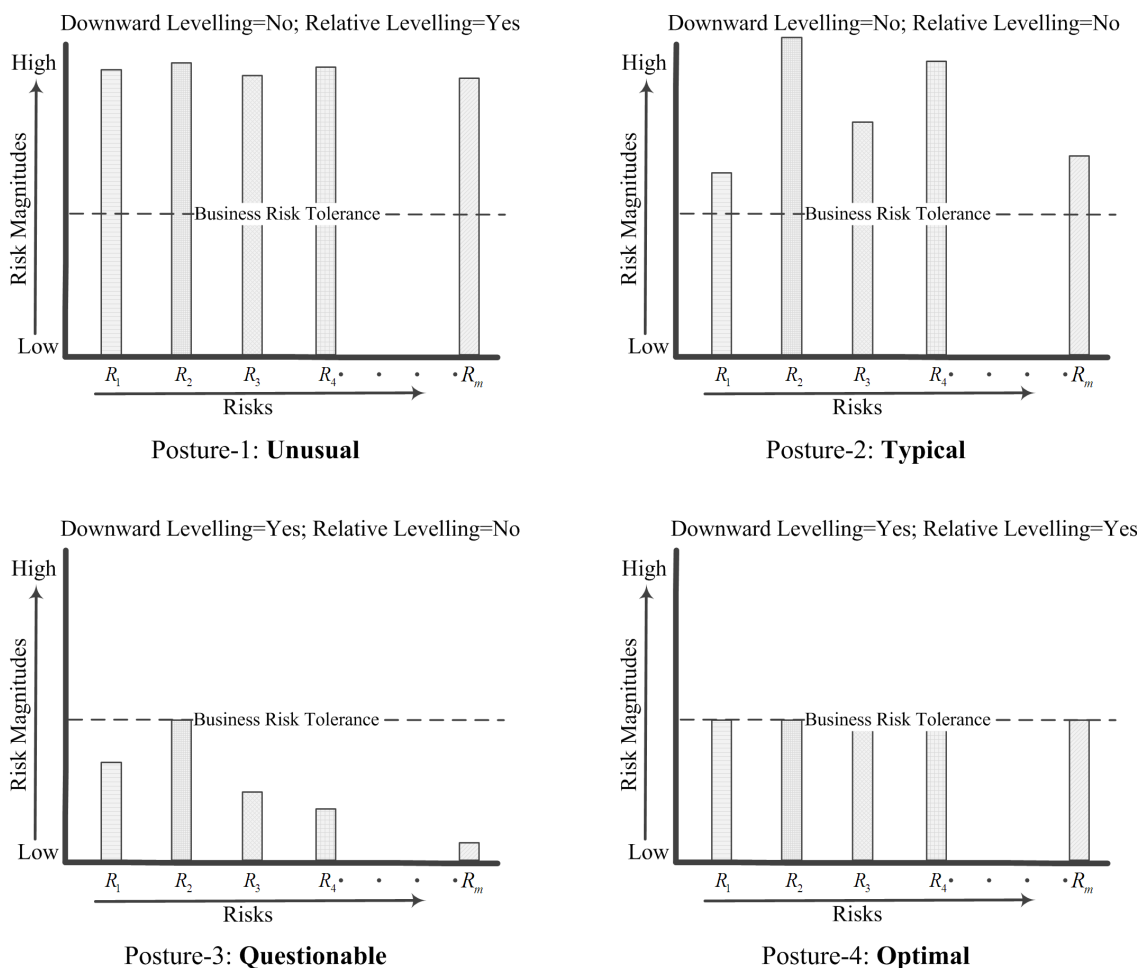 Downward Levelling=No; Relative Levelling=Yes
High
Risk Magnitudes
Business Risk Tolerance
Low
R1 R2 R3 R4 . . . . Rm
Risks
Posture-1: Unusual
Downward Levelling=No; Relative Levelling=No
High
Risk Magnitudes
Business Risk Tolerance
Low
R1 R2 R3 R4 . . . . Rm
Risks
Posture-2: Typical
Downward Levelling=Yes; Relative Levelling=No
High
Risk Magnitudes
Business Risk Tolerance
Low
R1 R2 R3 R4 . . . . Rm
Risks
Posture-3: Questionable
Downward Levelling=Yes; Relative Levelling=Yes
High
Risk Magnitudes
Business Risk Tolerance
Low
R1 R2 R3 R4 . . . . Rm
Risks
Posture-4: Optimal